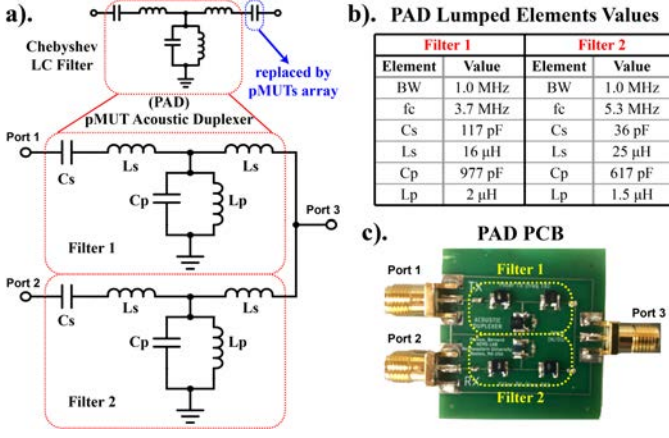 a).
Chebyshev
LC Filter
replaced by
pMUTs array
(PAD)
pMUT Acoustic Duplexer
Port 1
Cs
Ls
Ls
Cp
Lp
Filter 1
Port 3
Port 2
Cs
Ls
Ls
Cp
Lp
Filter 2
b). PAD Lumped Elements Values
Filter 1 Filter 2
Element Value Element Value
BW 1.0 MHz BW 1.0 MHz
fc 3.7 MHz fc 5.3 MHz
Cs 117 pF Cs 36 pF
Ls 16 μH Ls 25 μH
Cp 977 pF Cp 617 pF
Lp 2 μH Lp 1.5 μH
c). PAD PCB
Port 1
Filter 1
TX
ACOUSTIC
DUPLEXER
Port 3
Port 2
RX
Filter 2